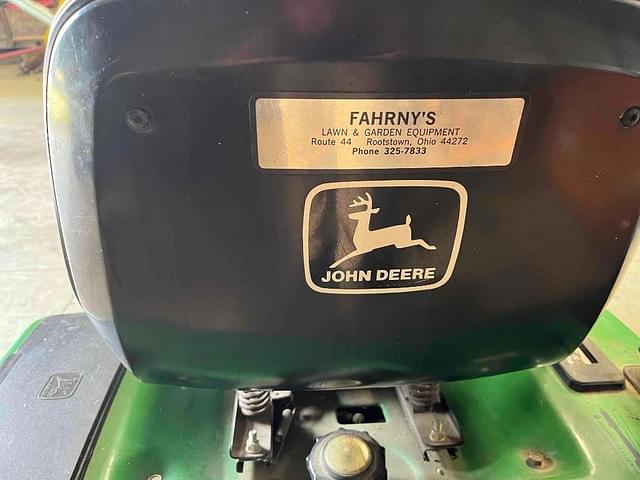 FAHRNY'S
LAWN & GARDEN EQUIPMENT
Route 44 Rootstown, Ohio 44272
Phone 325-7833
JOHN DEERE